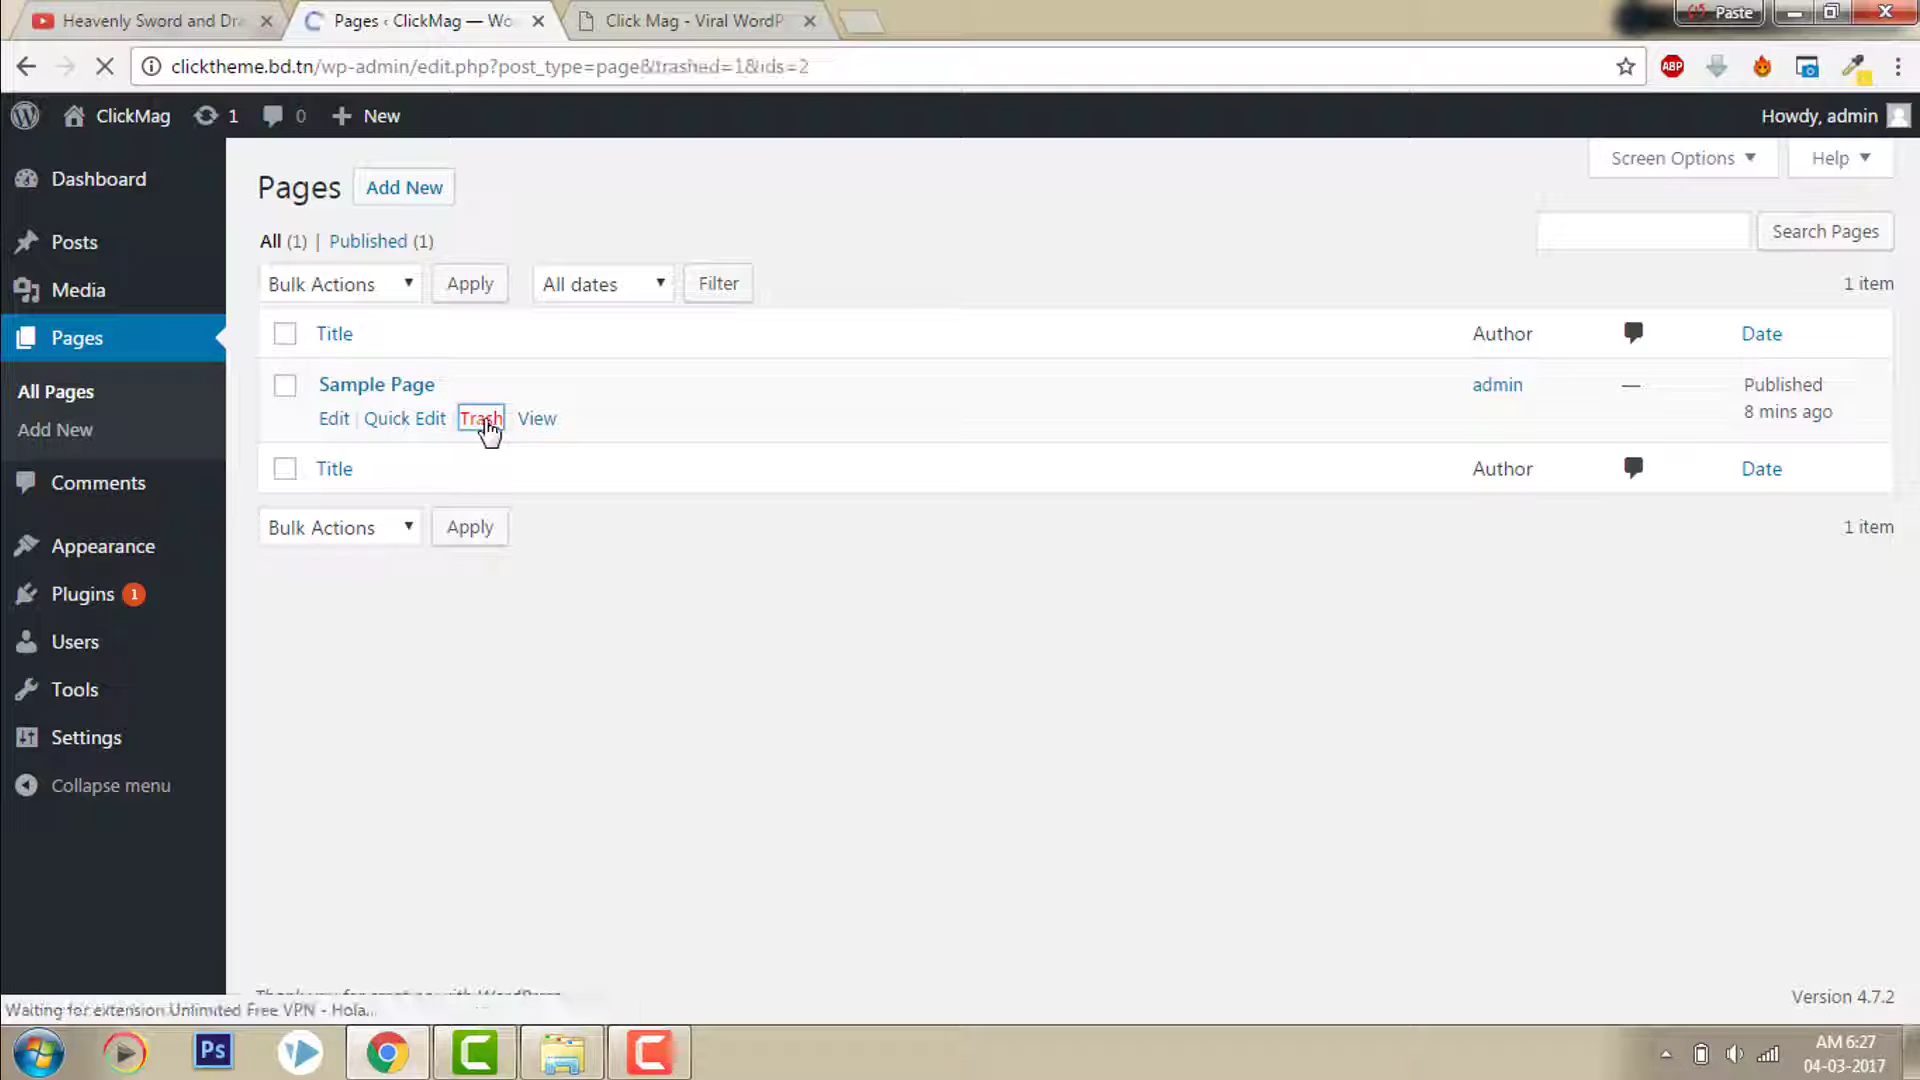 Heavenly Sword and Dra
Pages ‹ ClickMag — Wo
Click Mag - Viral WordP
Paste
clicktheme.bd.tn/wp-admin/edit.php?post_type=page&trashed=1&ids=2
ABP
ClickMag
1
0
New
Howdy, admin
Screen Options
Help
Dashboard
Posts
Media
Pages
All Pages
Add New
Comments
Appearance
Plugins 1
Users
Tools
Settings
Collapse menu
Pages
Add New
All (1) | Published (1)
Search Pages
Bulk Actions
Apply
All dates
Filter
1 item
Title
Author
Date
Sample Page
admin
—
Published
8 mins ago
Edit | Quick Edit
Trash
View
Title
Author
Date
Bulk Actions
Apply
1 item
Version 4.7.2
Waiting for extension Unlimited Free VPN - Hola...
Ps
AM 6:27
04-03-2017